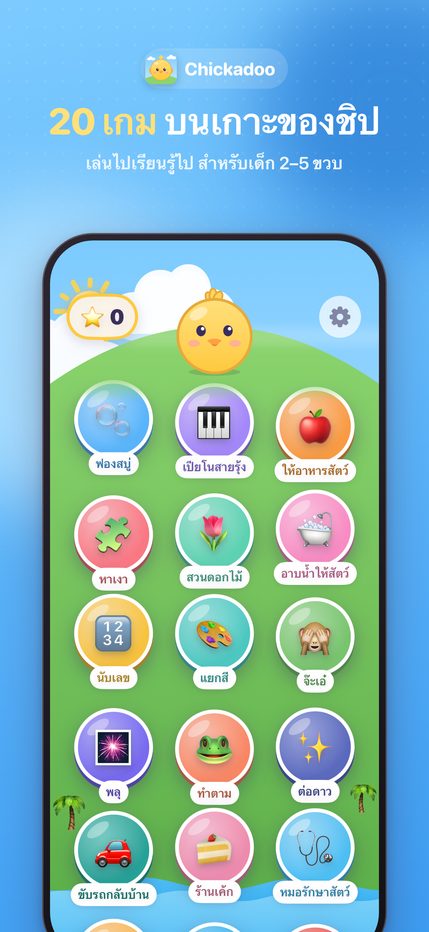 Chickadoo
20 เกม บนเกาะของชิป
เล่นไปเรียนรู้ไป สำหรับเด็ก 2–5 ขวบ
0
ฟองสบู่
เปียโนสายรุ้ง
ให้อาหารสัตว์
หาเงา
สวนดอกไม้
อาบน้ำให้สัตว์
1 2
3 4
นับเลข
แยกสี
จ๊ะเอ๋
พลุ
ทำตาม
ต่อดาว
ขับรถกลับบ้าน
ร้านเค้ก
หมอรักษาสัตว์